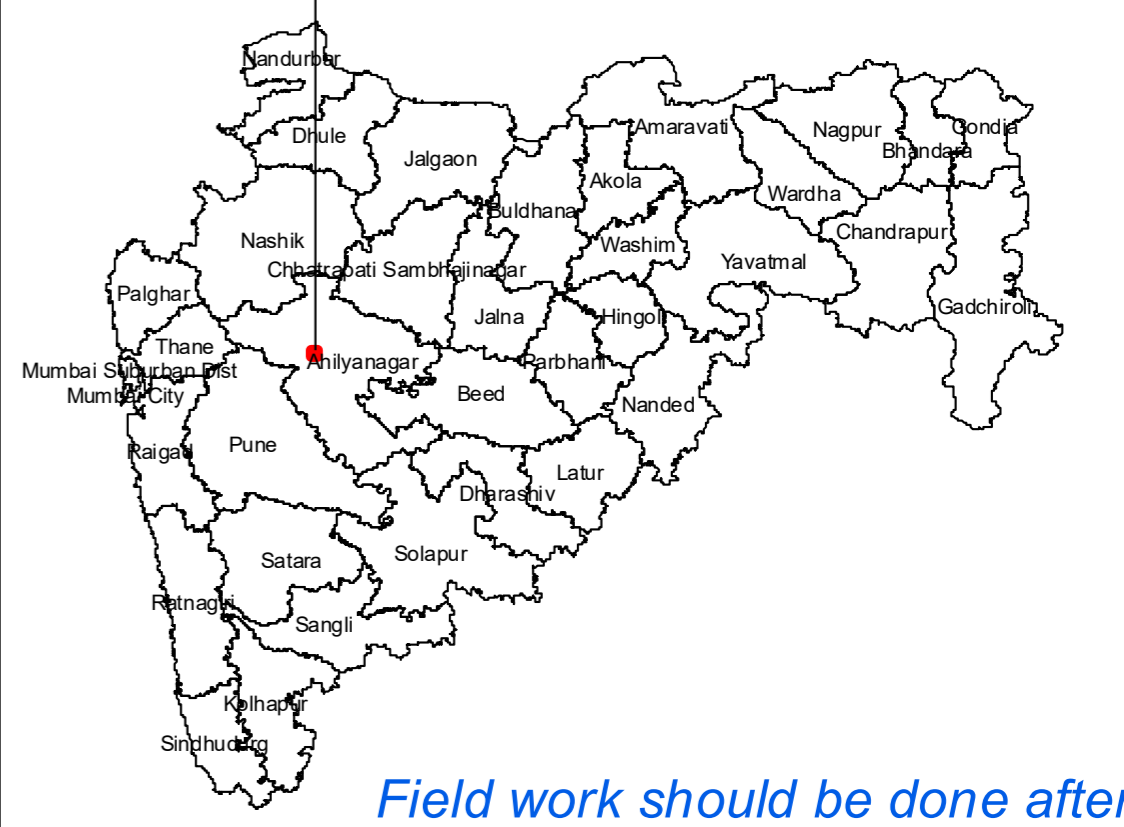 Nandurbar
Dhule
Jalgaon
Amaravati
Nagpur
Gondia
Bhandara
Akola
Wardha
Buldhana
Nashik
Washim
Chandrapur
Chhatrapati Sambhajinagar
Yavatmal
Palghar
Gadchiroli
Jalna
Hingoli
Thane
Ahilyanagar
Parbhani
Mumbai Suburban Dist
Beed
Mumbai City
Nanded
Pune
Raigad
Latur
Dharashiv
Solapur
Satara
Ratnagiri
Sangli
Kolhapur
Sindhudurg
Field work should be done after